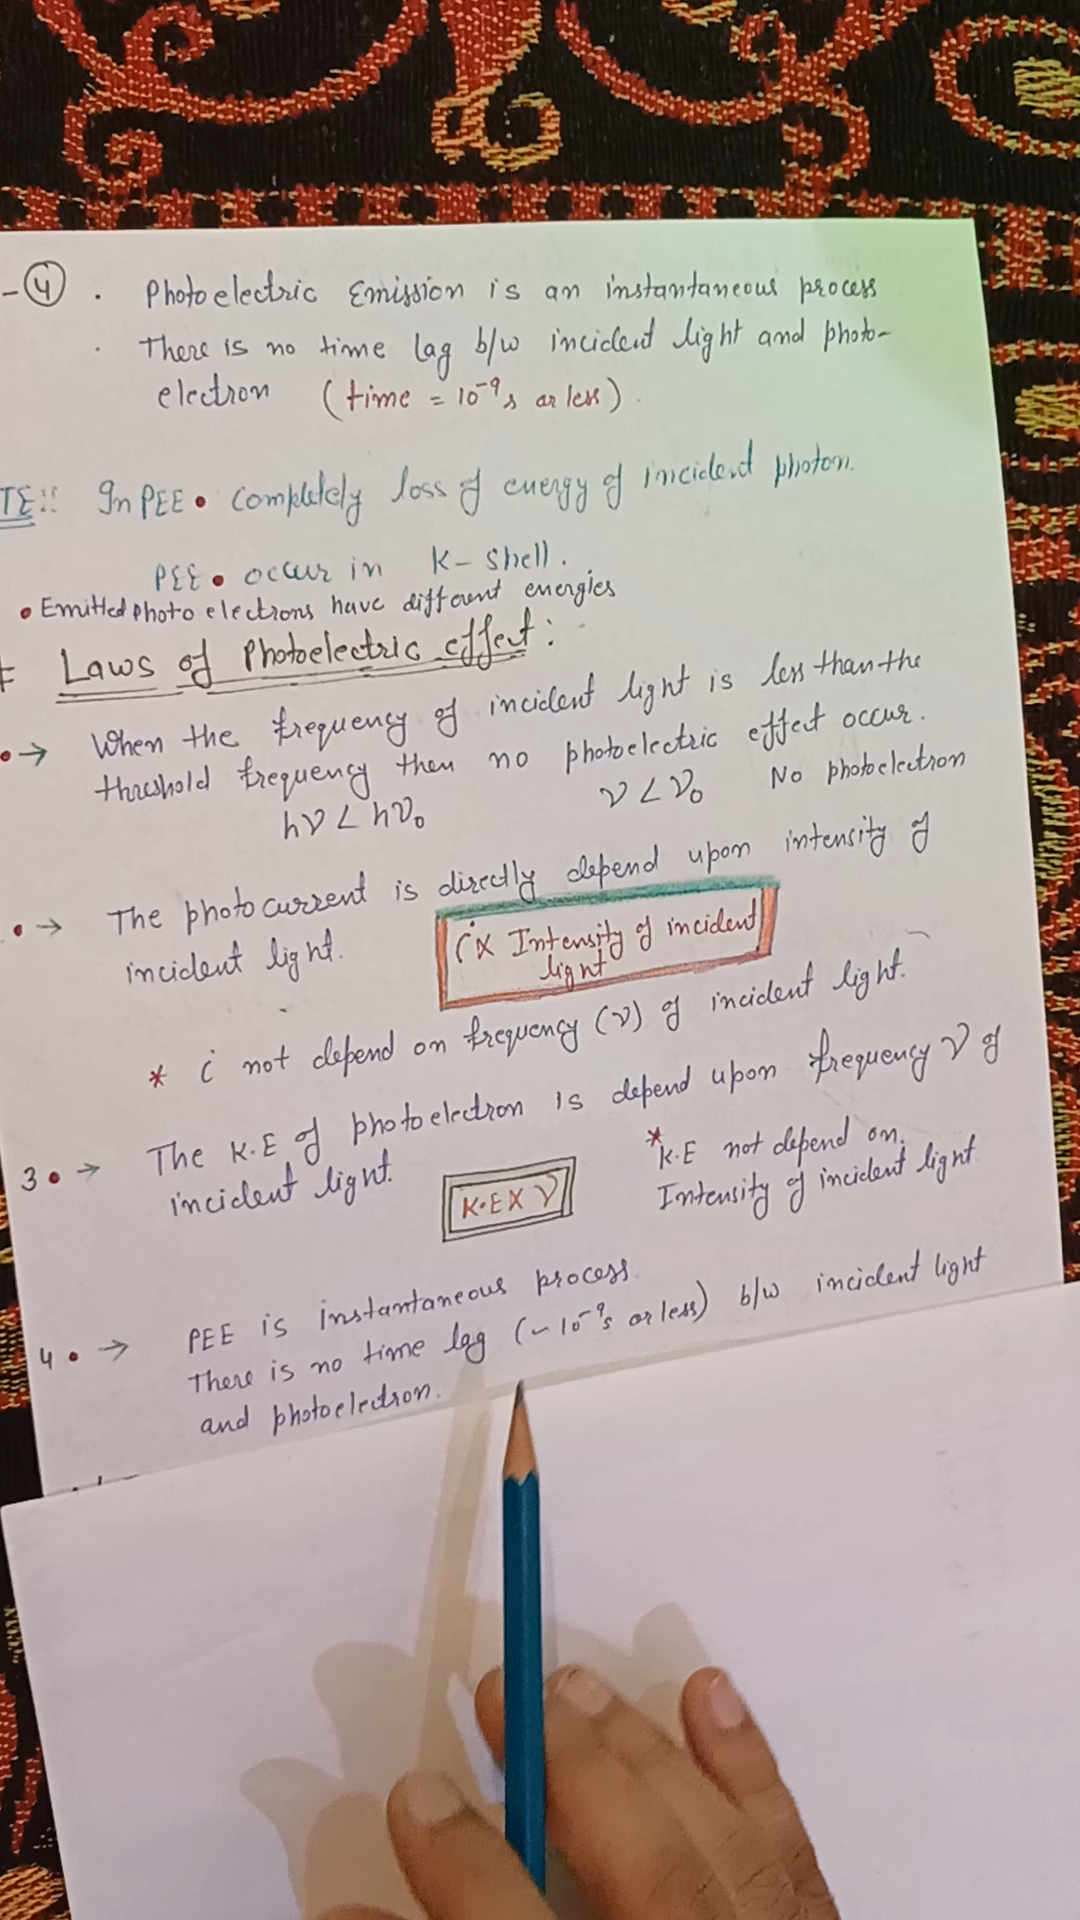 -(4). Photoelectric Emission is an instantaneous process
. There is no time lag b/w incident light and photo-
electron (time = 10⁻⁹s or less).
TE!! In PEE • Completely loss of energy of incident photon.
PEE • occur in K-shell.
• Emitted photo electrons have different energies
Laws of Photoelectric effect:
•→ When the frequency of incident light is less than the
threshold frequency then no photoelectric effect occur.
hν < hν₀ ν < ν₀ No photoelectron
•→ The photocurrent is directly depend upon intensity of
incident light. i ∝ Intensity of incident
light
* i not depend on frequency (ν) of incident light.
3•→ The K.E of photoelectron is depend upon frequency ν of
incident light. K.E ∝ ν *K.E not depend on
Intensity of incident light
4•→ PEE is instantaneous process.
There is no time lag (~10⁻⁹s or less) b/w incident light
and photoelectron.